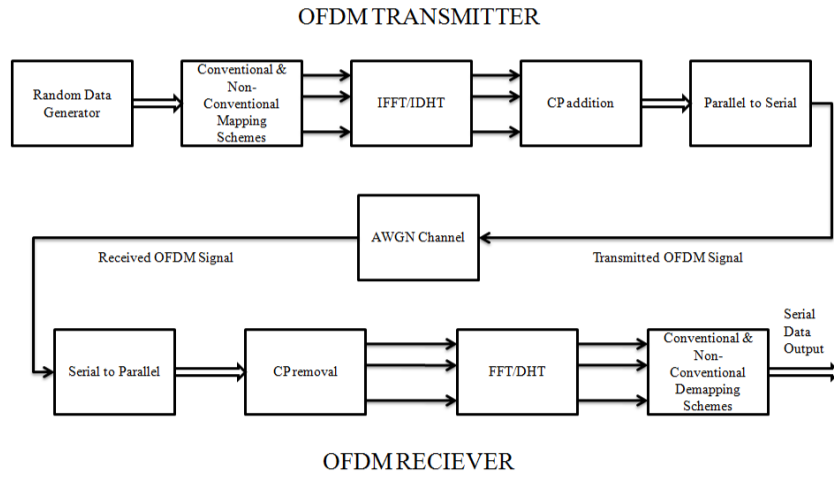 OFDM TRANSMITTER
Random Data
Generator
Conventional &
Non-
Conventional
Mapping
Schemes
IFFT/IDHT
CP addition
Parallel to Serial
AWGN Channel
Received OFDM Signal
Transmitted OFDM Signal
Serial to Parallel
CP removal
FFT/DHT
Conventional &
Non-
Conventional
Demapping
Schemes
Serial
Data
Output
OFDM RECIEVER